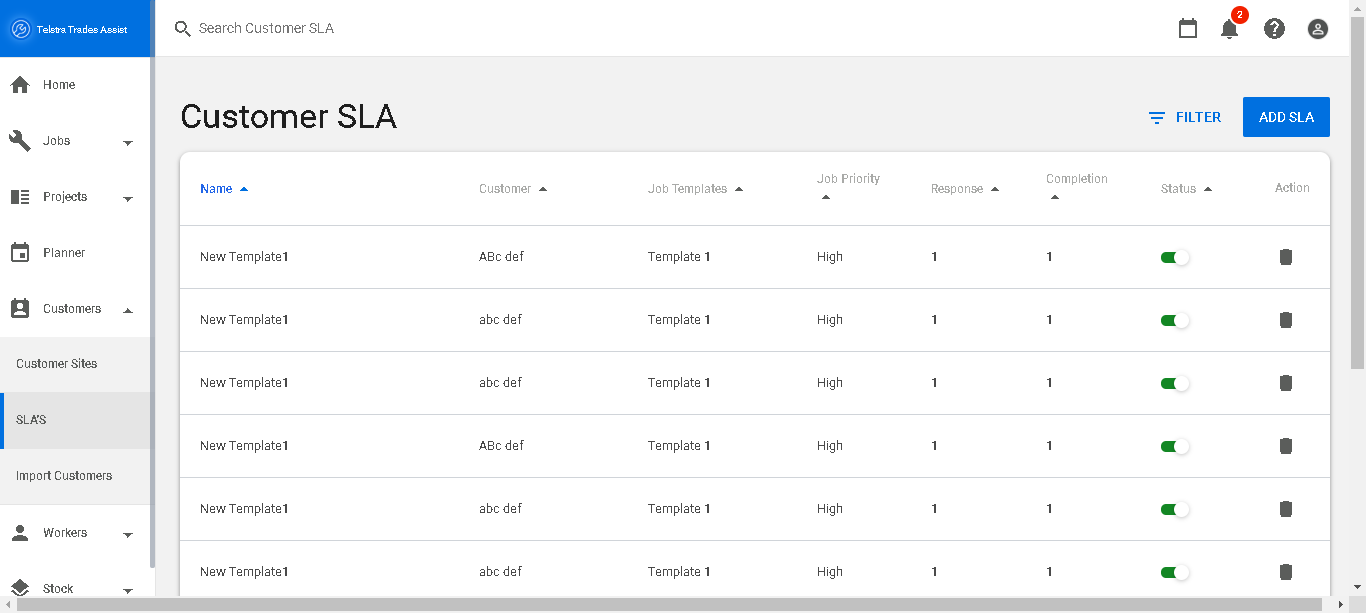 Telstra Trades Assist
Search Customer SLA
2
Home
Jobs
Projects
Planner
Customers
Customer Sites
SLA'S
Import Customers
Workers
Stock
Customer SLA
FILTER
ADD SLA
Name Customer Job Templates Job Priority Response Completion Status Action
New Template1 ABc def Template 1 High 1 1
New Template1 abc def Template 1 High 1 1
New Template1 abc def Template 1 High 1 1
New Template1 ABc def Template 1 High 1 1
New Template1 abc def Template 1 High 1 1
New Template1 abc def Template 1 High 1 1